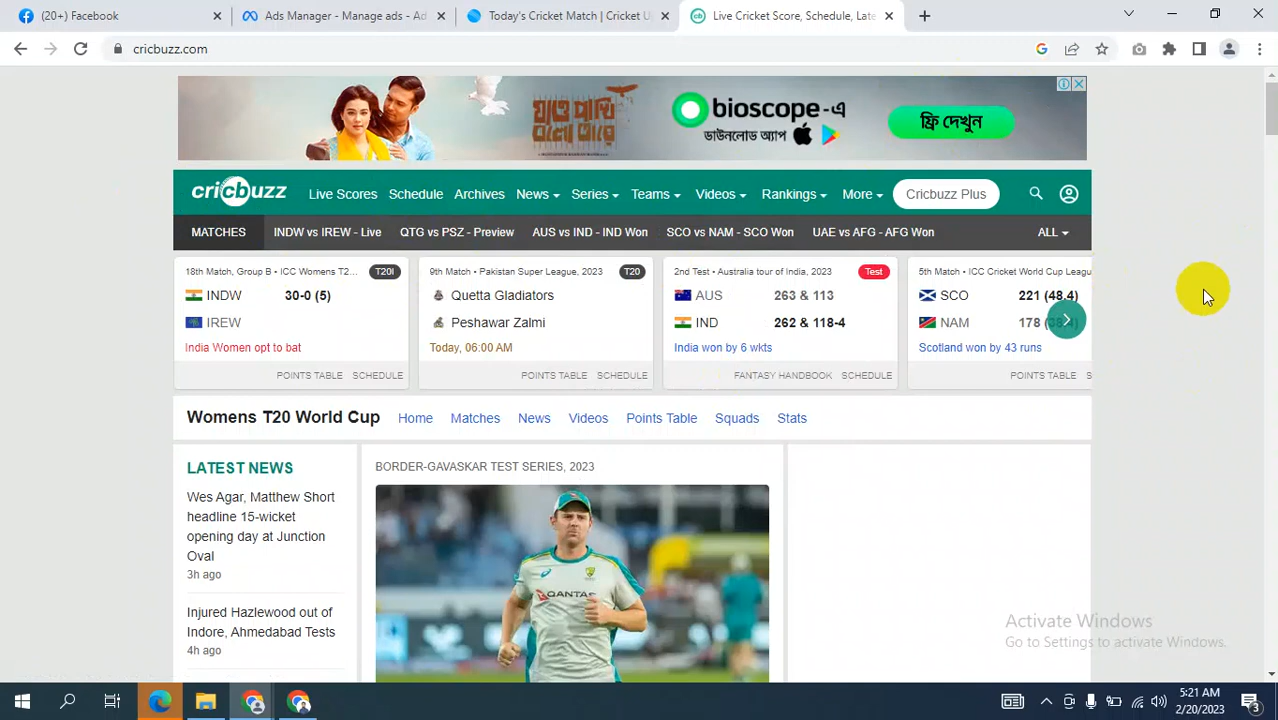 (20+) Facebook
Ads Manager - Manage ads - Ad
Today's Cricket Match | Cricket U
Live Cricket Score, Schedule, Late
cricbuzz.com
bioscope-এ
ডাউনলোড অ্যাপ
ফ্রি দেখুন
cricbuzz Live Scores Schedule Archives News Series Teams Videos Rankings More Cricbuzz Plus
MATCHES INDW vs IREW - Live QTG vs PSZ - Preview AUS vs IND - IND Won SCO vs NAM - SCO Won UAE vs AFG - AFG Won ALL
18th Match, Group B • ICC Womens T2... T20I
INDW 30-0 (5)
IREW
India Women opt to bat
POINTS TABLE SCHEDULE
9th Match • Pakistan Super League, 2023 T20
Quetta Gladiators
Peshawar Zalmi
Today, 06:00 AM
POINTS TABLE SCHEDULE
2nd Test • Australia tour of India, 2023 Test
AUS 263 & 113
IND 262 & 118-4
India won by 6 wkts
FANTASY HANDBOOK SCHEDULE
5th Match • ICC Cricket World Cup Leagu
SCO 221 (48.4)
NAM 178
Scotland won by 43 runs
POINTS TABLE S
Womens T20 World Cup Home Matches News Videos Points Table Squads Stats
LATEST NEWS
Wes Agar, Matthew Short
headline 15-wicket
opening day at Junction
Oval
3h ago
Injured Hazlewood out of
Indore, Ahmedabad Tests
4h ago
BORDER-GAVASKAR TEST SERIES, 2023
QANTAS
Activate Windows
Go to Settings to activate Windows.
5:21 AM
2/20/2023
3